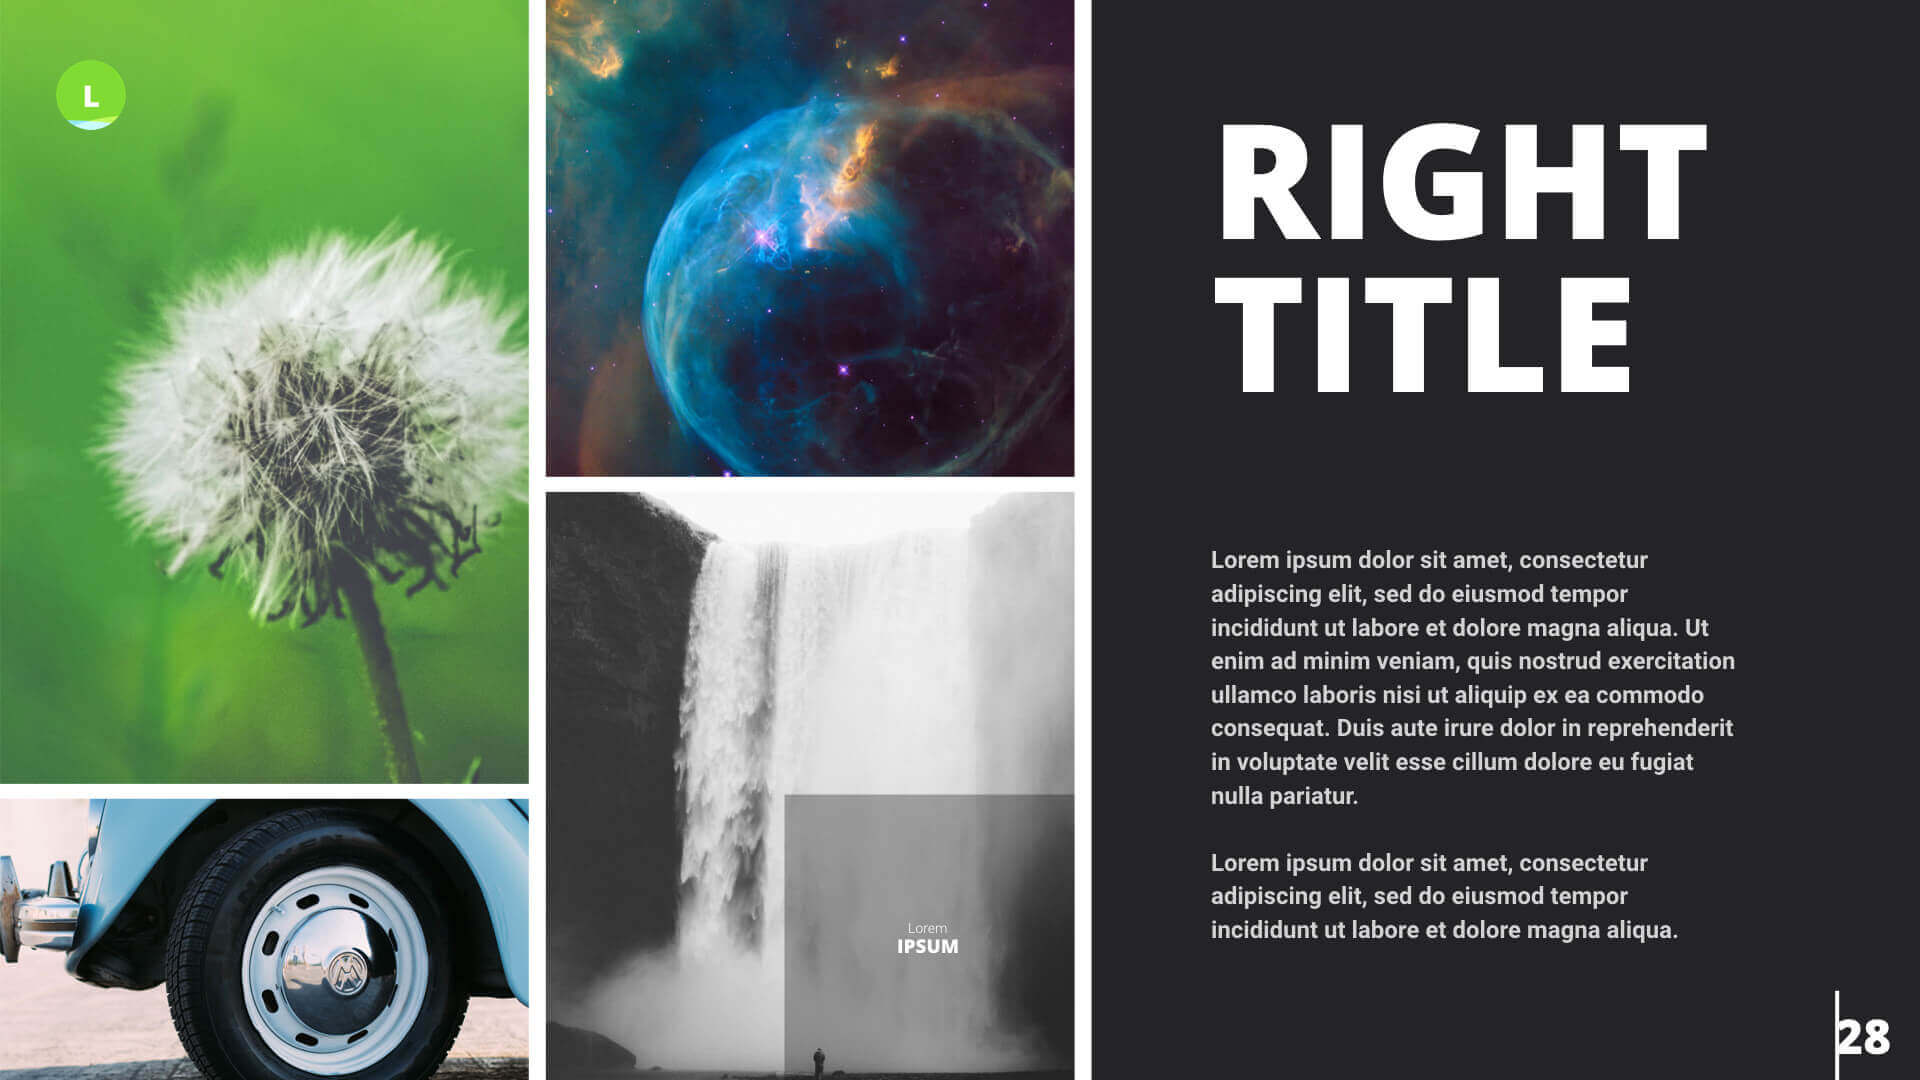 L
RIGHT
TITLE
Lorem ipsum dolor sit amet, consectetur
adipiscing elit, sed do eiusmod tempor
incididunt ut labore et dolore magna aliqua. Ut
enim ad minim veniam, quis nostrud exercitation
ullamco laboris nisi ut aliquip ex ea commodo
consequat. Duis aute irure dolor in reprehenderit
in voluptate velit esse cillum dolore eu fugiat
nulla pariatur.
Lorem ipsum dolor sit amet, consectetur
adipiscing elit, sed do eiusmod tempor
incididunt ut labore et dolore magna aliqua.
Lorem
IPSUM
28